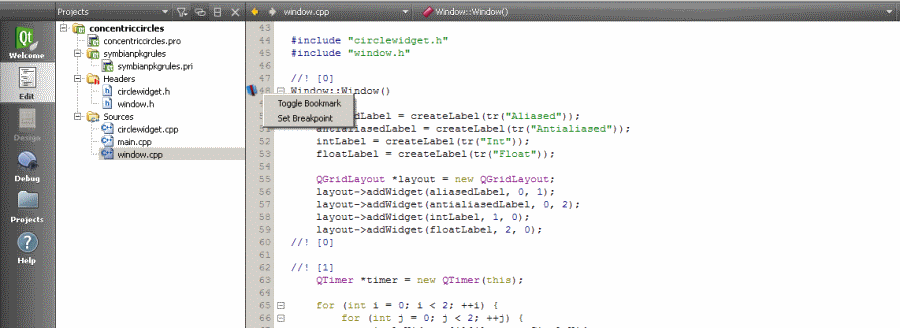 Projects
window.cpp
Window::Window()
Qt
Welcome
Edit
Design
Debug
Projects
Help
concentriccircles
concentriccircles.pro
symbianpkgrules
symbianpkgrules.pri
Headers
circlewidget.h
window.h
Sources
circlewidget.cpp
main.cpp
window.cpp
43
44 #include "circlewidget.h"
45 #include "window.h"
46
47 //! [0]
48 Window::Window()
Toggle Bookmark
Set Breakpoint
Label = createLabel(tr("Aliased"));
antialiasedLabel = createLabel(tr("Antialiased"));
52 intLabel = createLabel(tr("Int"));
53 floatLabel = createLabel(tr("Float"));
54
55 QGridLayout *layout = new QGridLayout;
56 layout->addWidget(aliasedLabel, 0, 1);
57 layout->addWidget(antialiasedLabel, 0, 2);
58 layout->addWidget(intLabel, 1, 0);
59 layout->addWidget(floatLabel, 2, 0);
60 //! [0]
61
62 //! [1]
63 QTimer *timer = new QTimer(this);
64
65 for (int i = 0; i < 2; ++i) {
66 for (int j = 0; j < 2; ++j) {